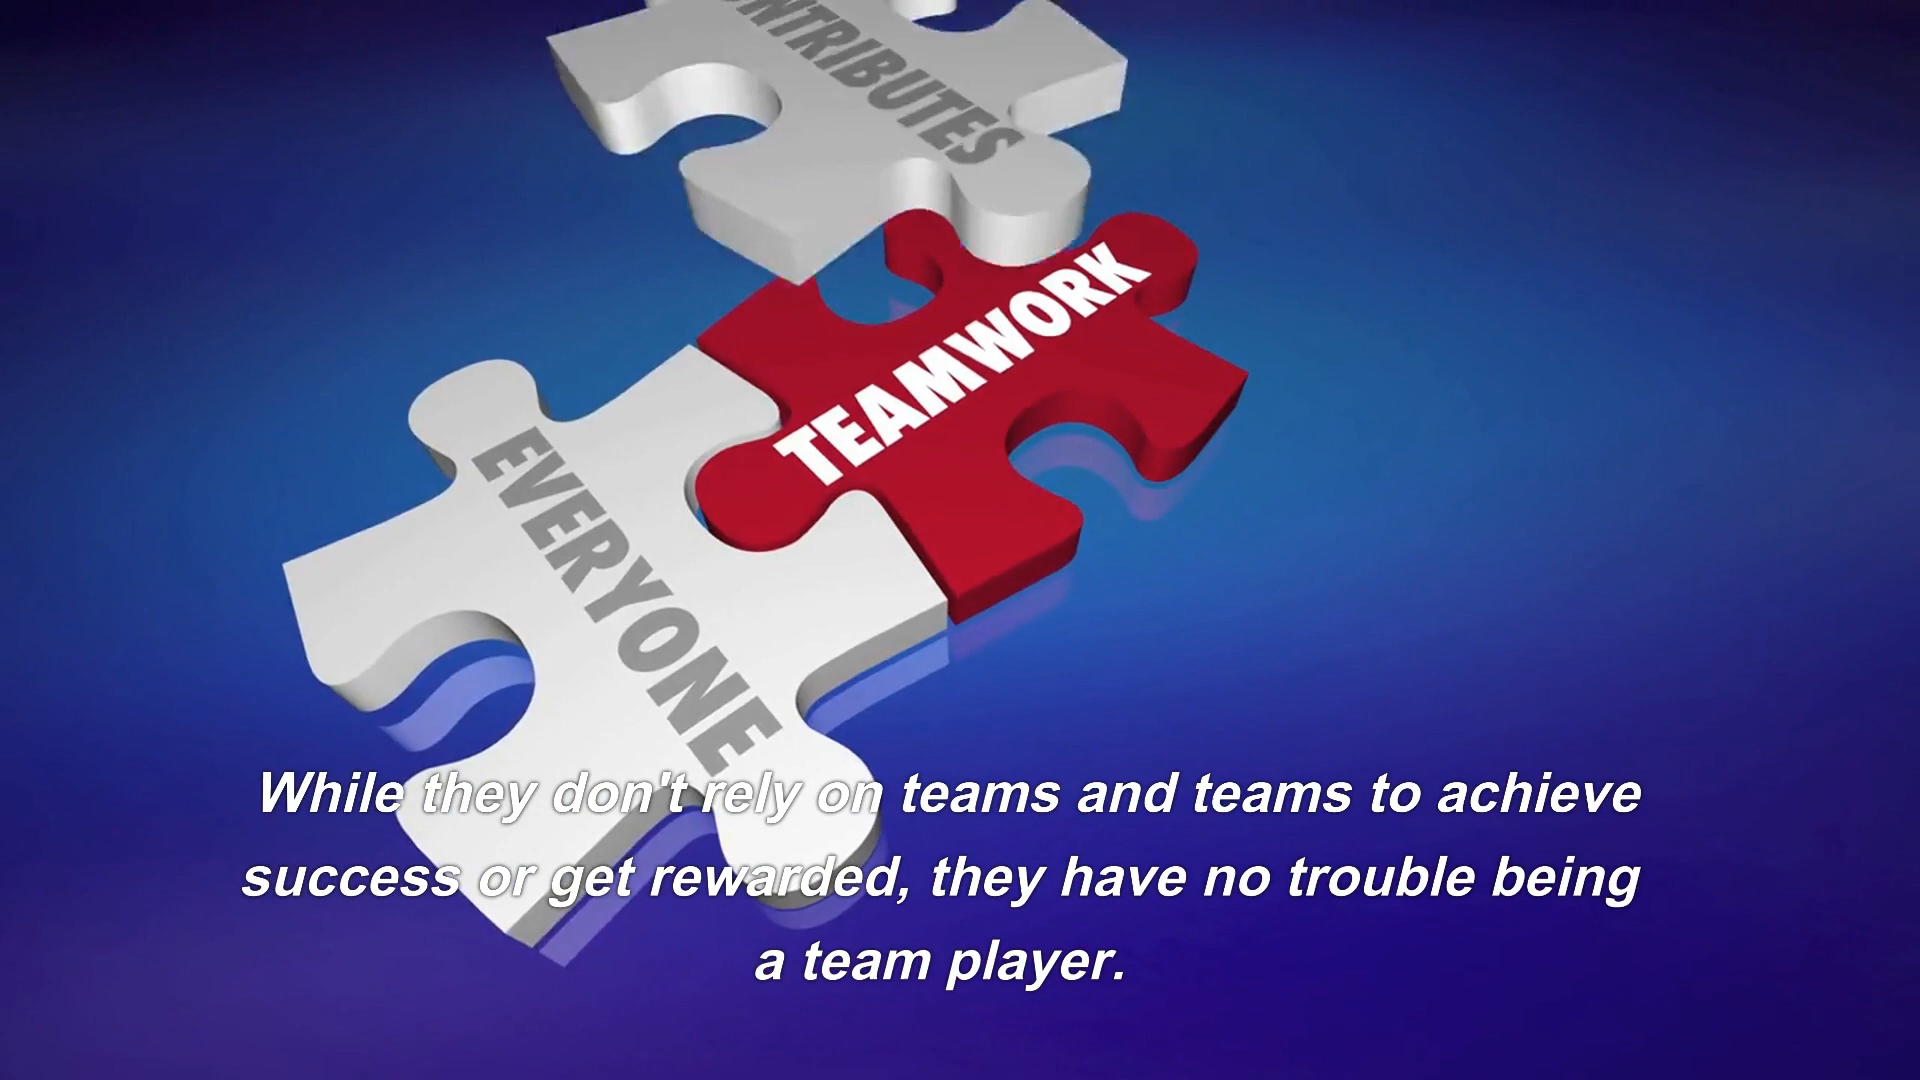 CONTRIBUTES
TEAMWORK
EVERYONE
While they don't rely on teams and teams to achieve
success or get rewarded, they have no trouble being
a team player.